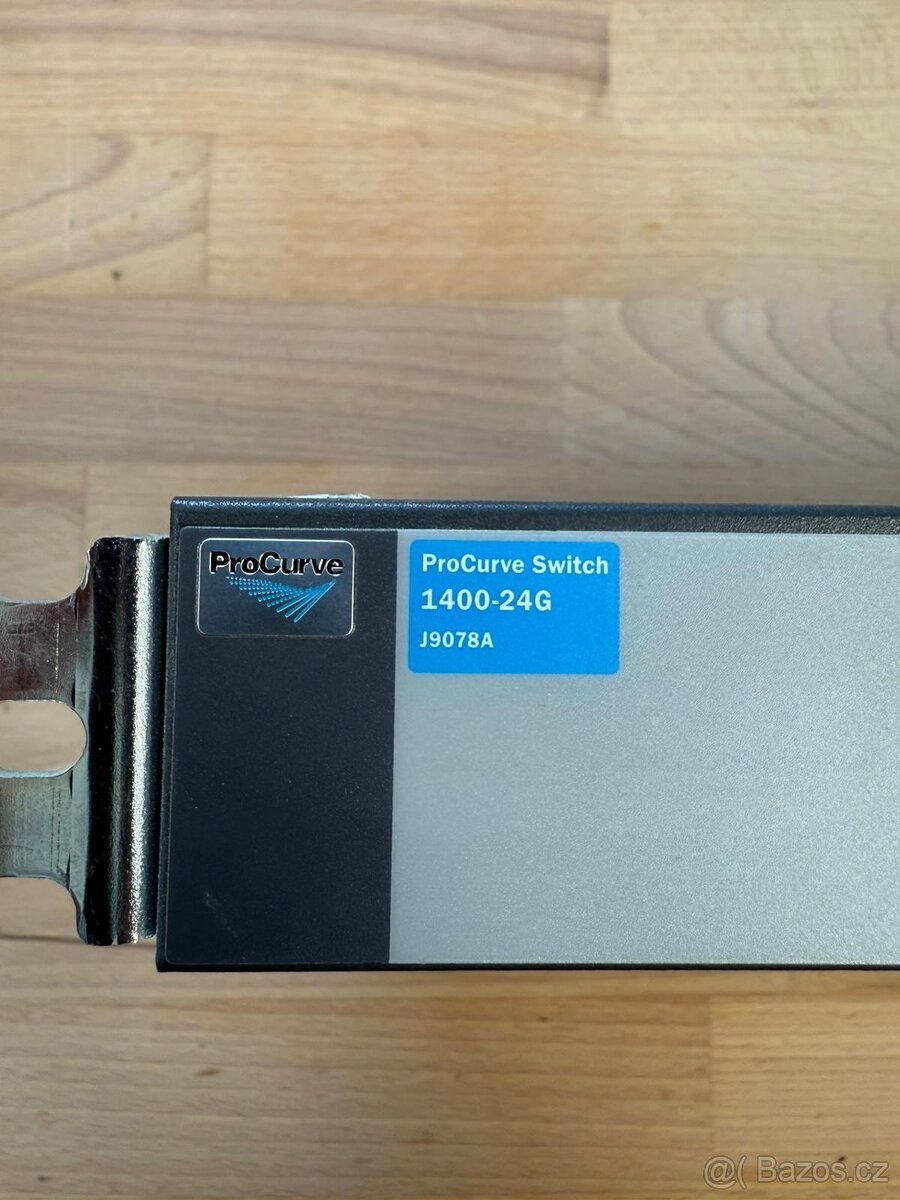 ProCurve
ProCurve Switch
1400-24G
J9078A
@( Bazos.cz